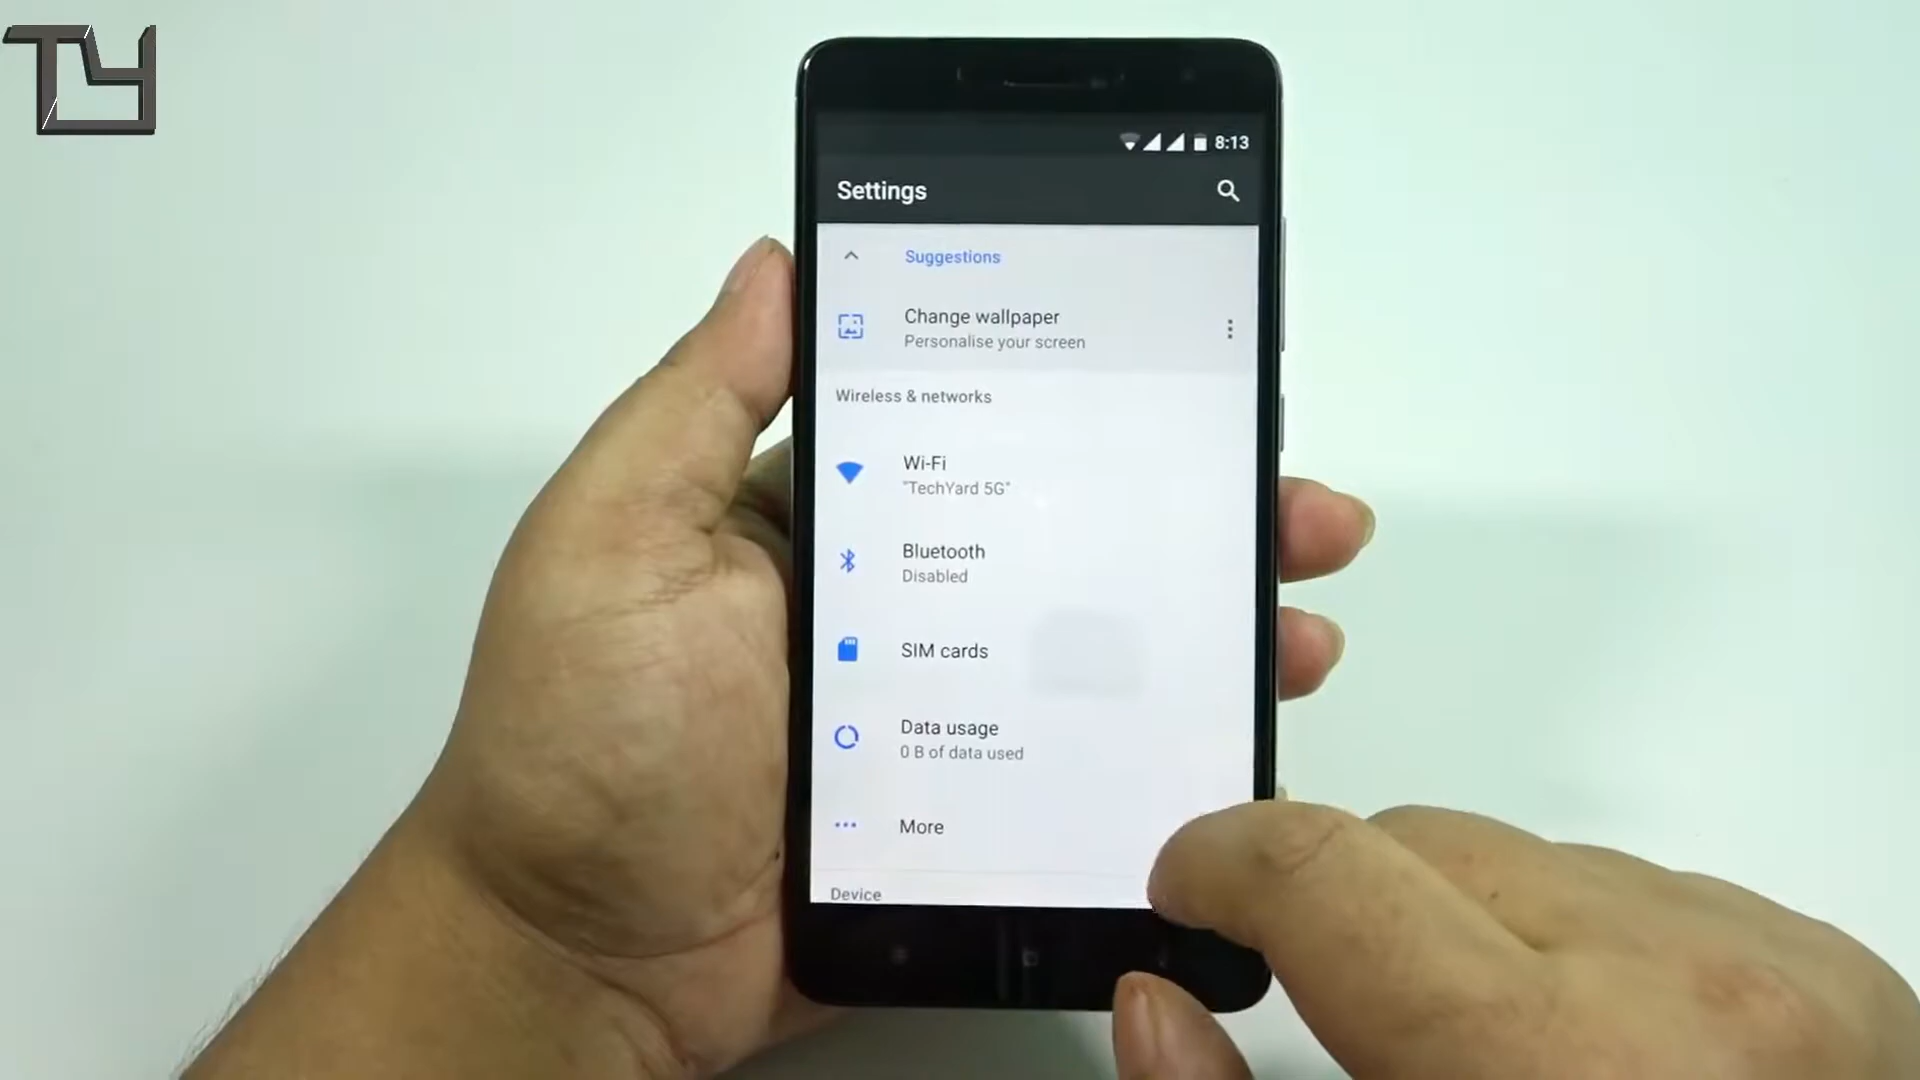 TY
8:13
Settings
Suggestions
Change wallpaper
Personalise your screen
Wireless & networks
Wi-Fi
"TechYard 5G"
Bluetooth
Disabled
SIM cards
Data usage
0 B of data used
More
Device